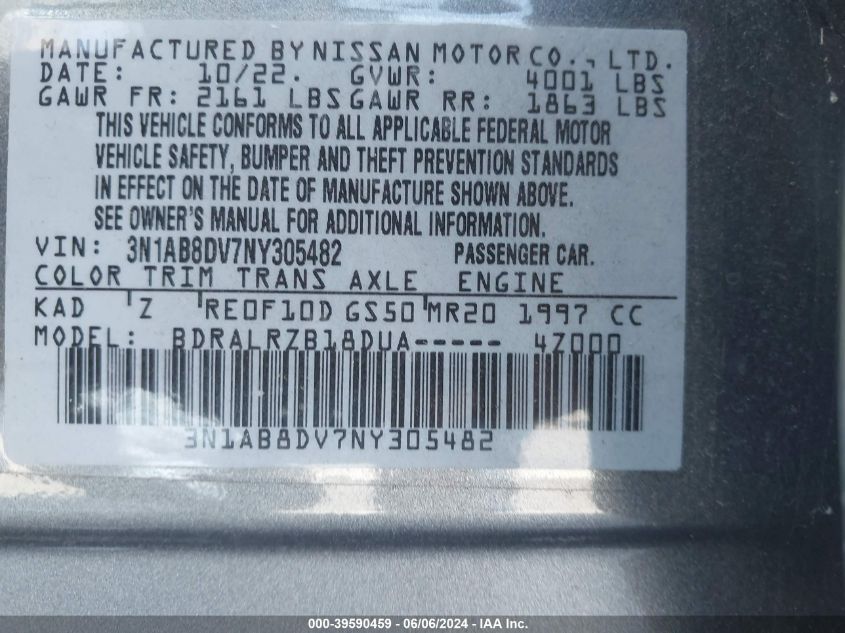 MANUFACTURED BY NISSAN MOTOR CO., LTD.
DATE: 10/22. GVWR: 4001 LBS
GAWR FR: 2161 LBS GAWR RR: 1863 LBS
THIS VEHICLE CONFORMS TO ALL APPLICABLE FEDERAL MOTOR
VEHICLE SAFETY, BUMPER AND THEFT PREVENTION STANDARDS
IN EFFECT ON THE DATE OF MANUFACTURE SHOWN ABOVE.
SEE OWNER'S MANUAL FOR ADDITIONAL INFORMATION.
VIN: 3N1AB8DV7NY305482 PASSENGER CAR.
COLOR TRIM TRANS AXLE ENGINE
KAD Z RE0F10D GS50 MR20 1997 CC
MODEL: BDRALRZB18DUA----- 4Z000
3N1AB8DV7NY305482
000-39590459 - 06/06/2024 - IAA Inc.